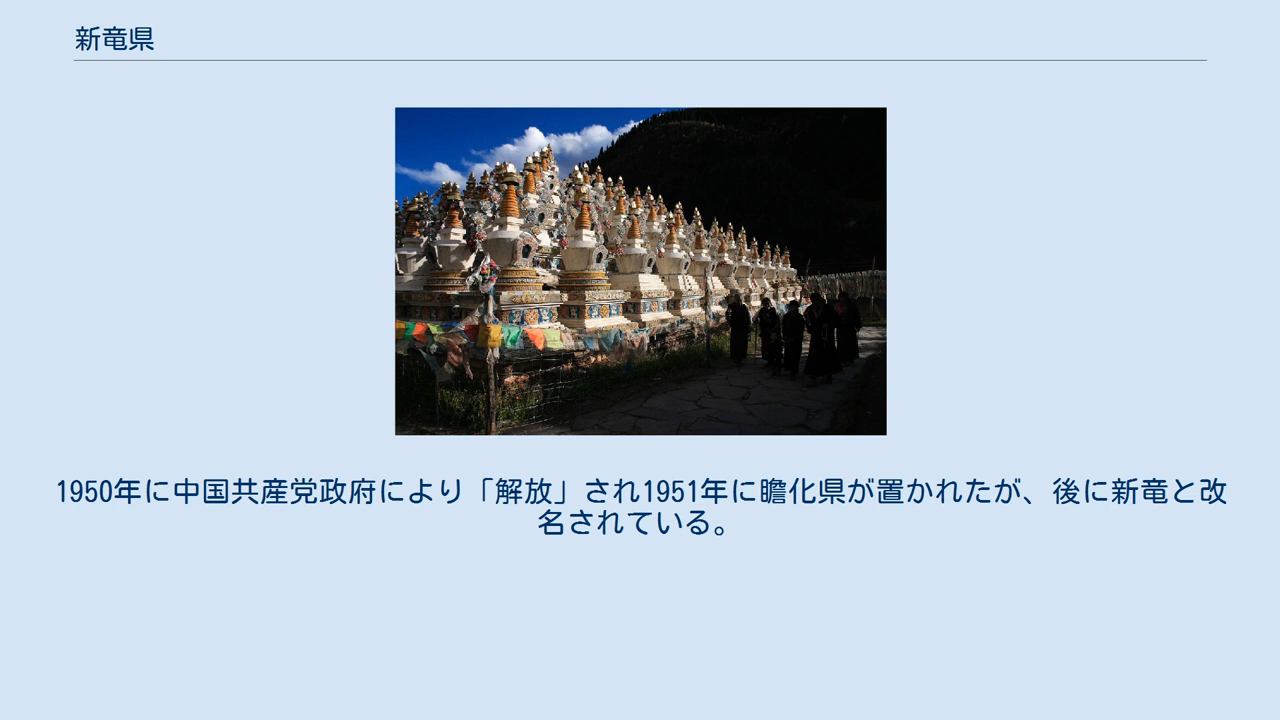 新竜県
1950年に中国共産党政府により「解放」され1951年に瞻化県が置かれたが、後に新竜と改
名されている。